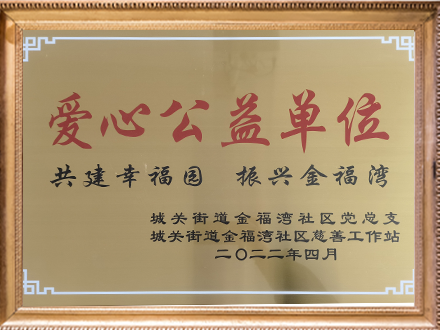 爱心公益单位
共建幸福园 振兴金福湾
城关街道金福湾社区党总支
城关街道金福湾社区慈善工作站
二〇二二年四月